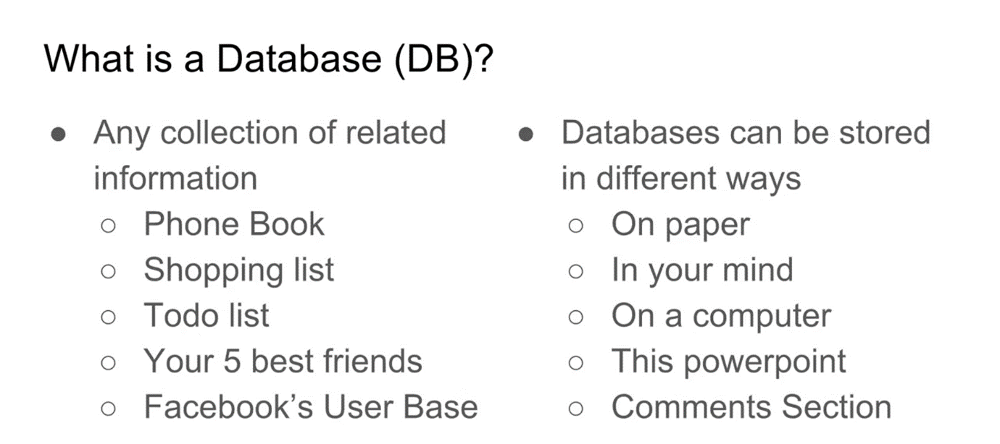 What is a Database (DB)?
● Any collection of related
information
○ Phone Book
○ Shopping list
○ Todo list
○ Your 5 best friends
○ Facebook’s User Base
● Databases can be stored
in different ways
○ On paper
○ In your mind
○ On a computer
○ This powerpoint
○ Comments Section